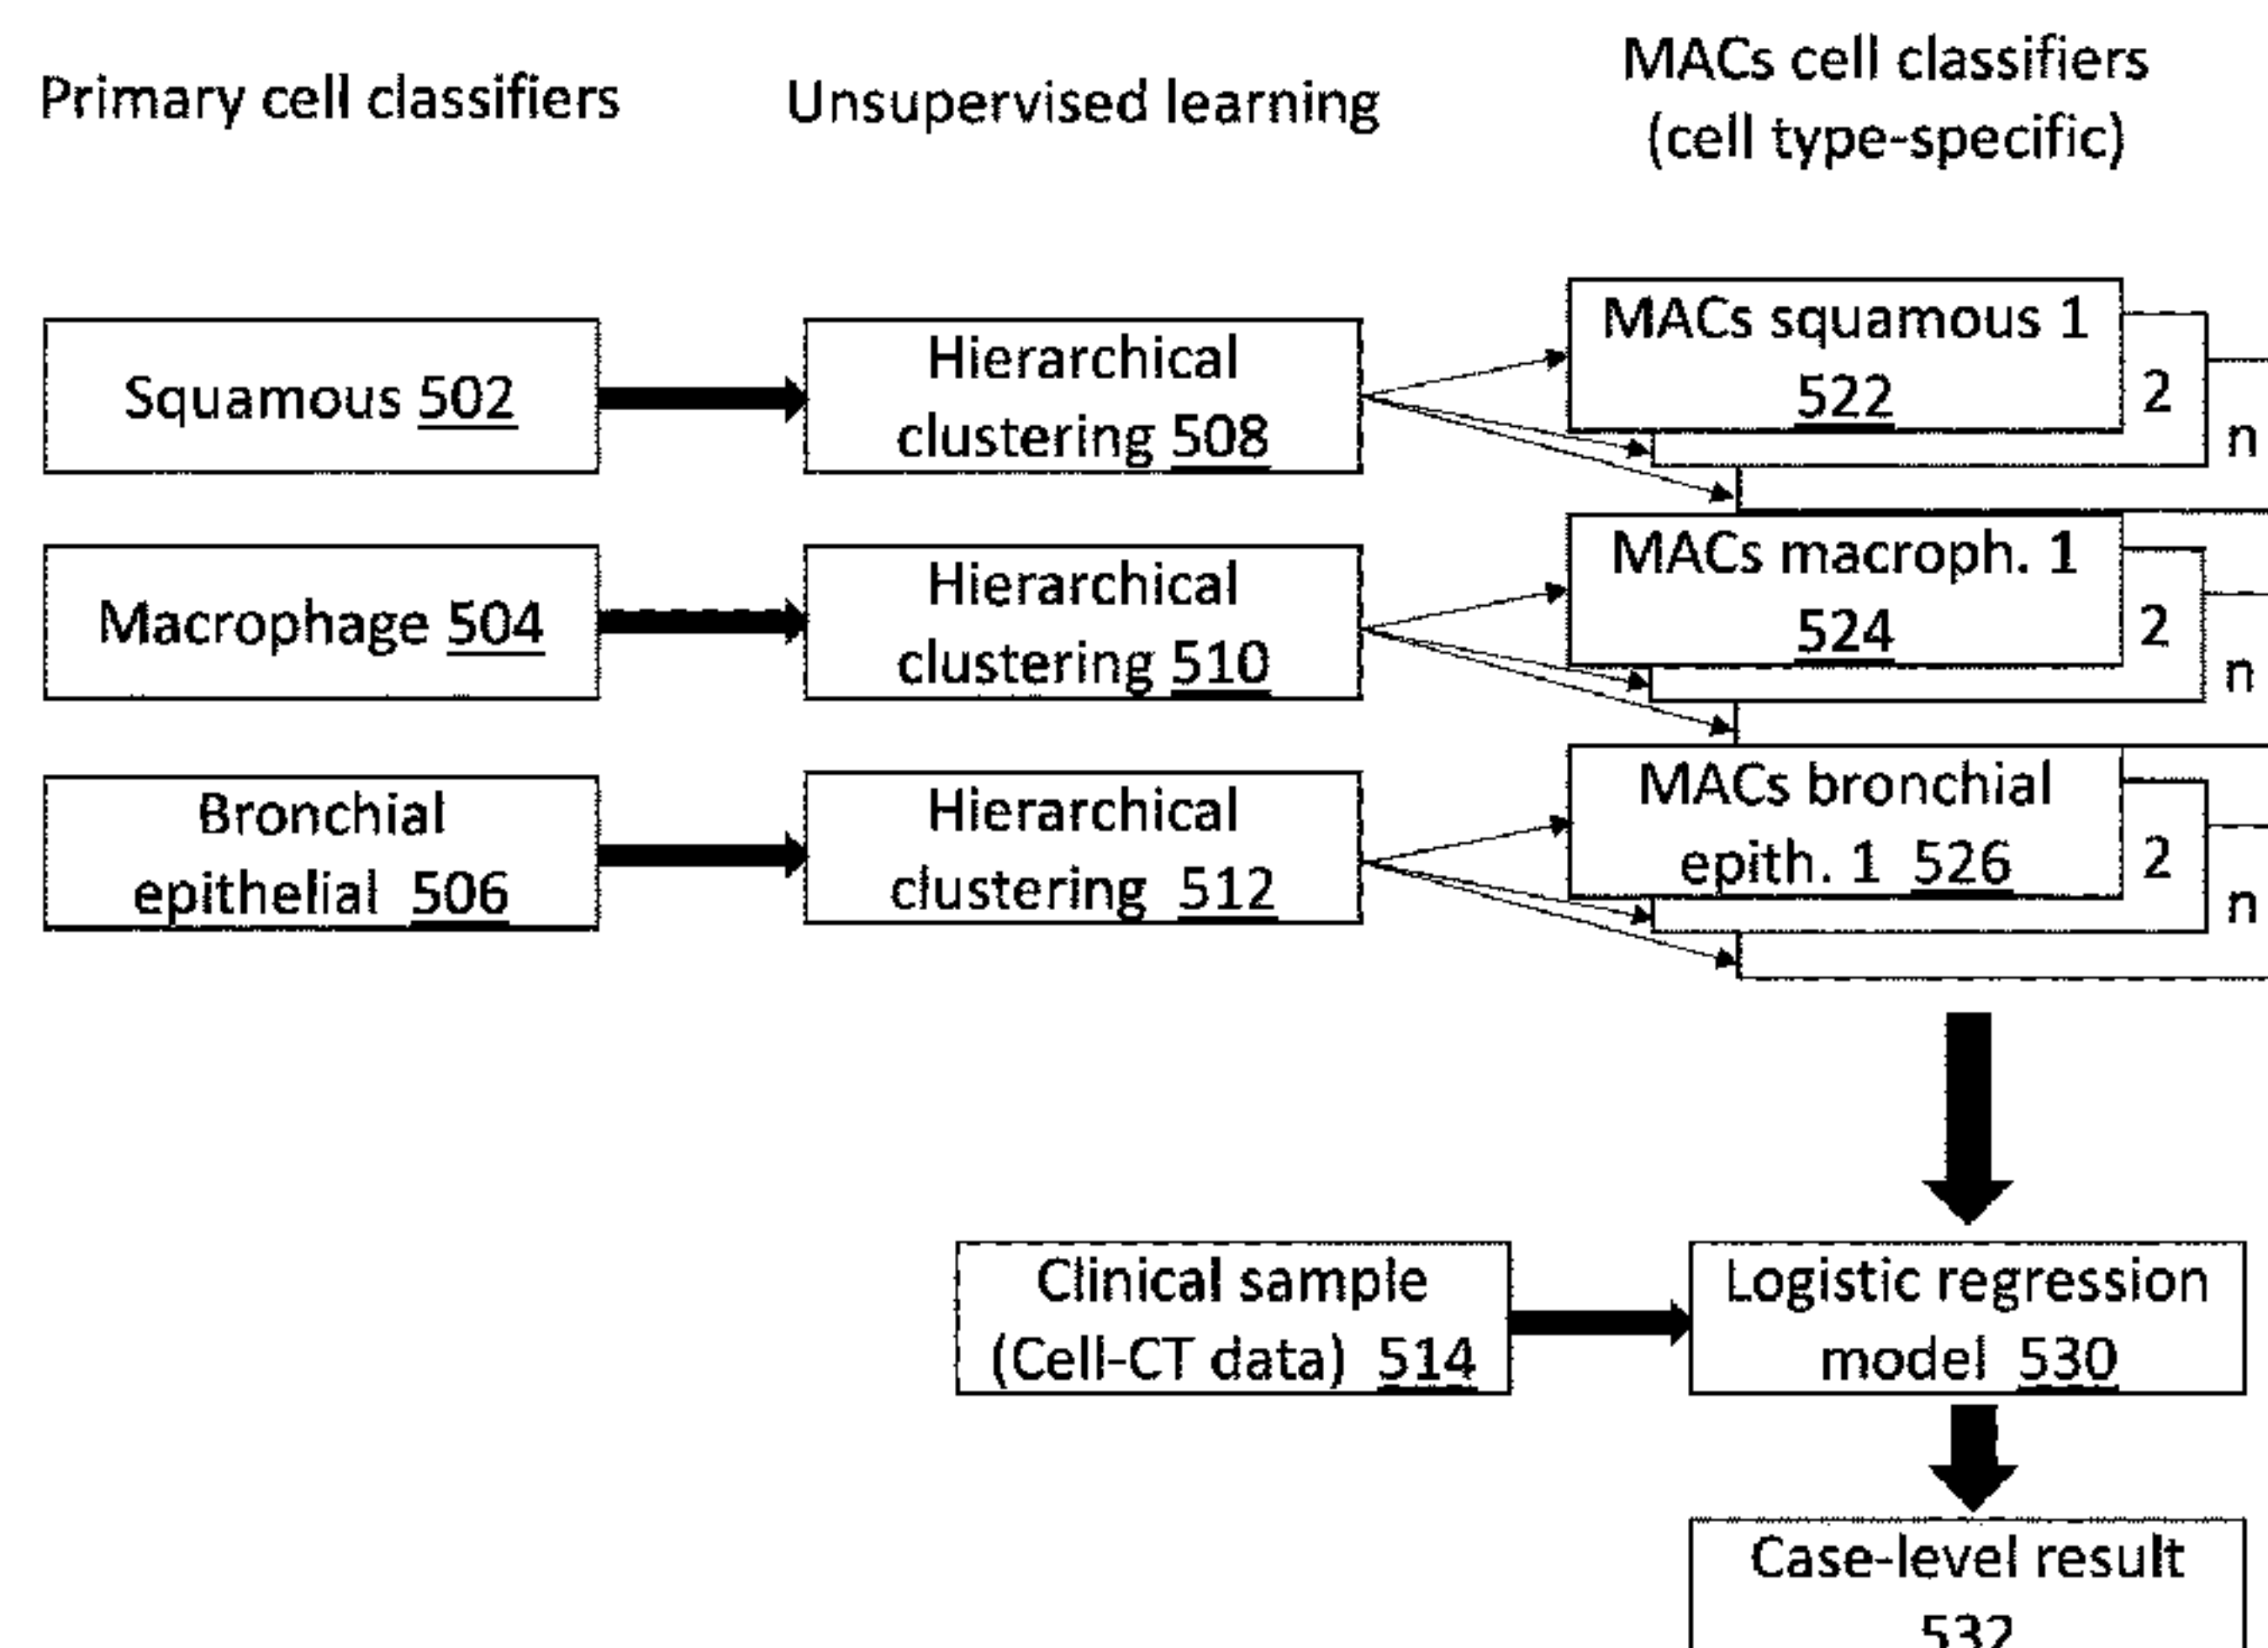 Primary cell classifiers
Unsupervised learning
MACs cell classifiers
(cell type-specific)
Squamous 502
Hierarchical
clustering 508
MACs squamous 1
522
2
n
Macrophage 504
Hierarchical
clustering 510
MACs macroph. 1
524
2
n
Bronchial
epithelial 506
Hierarchical
clustering 512
MACs bronchial
epith. 1 526
2
n
Clinical sample
(Cell-CT data) 514
Logistic regression
model 530
Case-level result
532